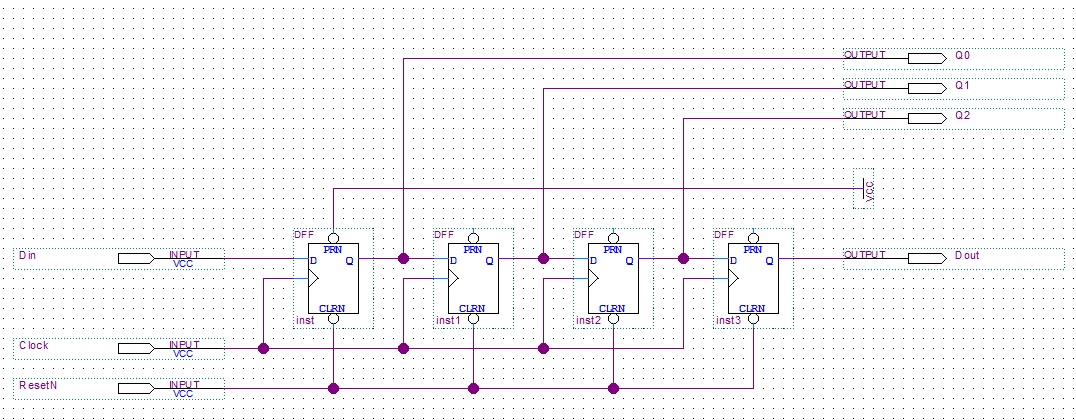 OUTPUT Q0
OUTPUT Q1
OUTPUT Q2
VCC
DFF DFF DFF DFF
PRN PRN PRN PRN
Din INPUT VCC D Q D Q D Q D Q OUTPUT Dout
CLRN CLRN CLRN CLRN
inst inst1 inst2 inst3
Clock INPUT VCC
ResetN INPUT VCC